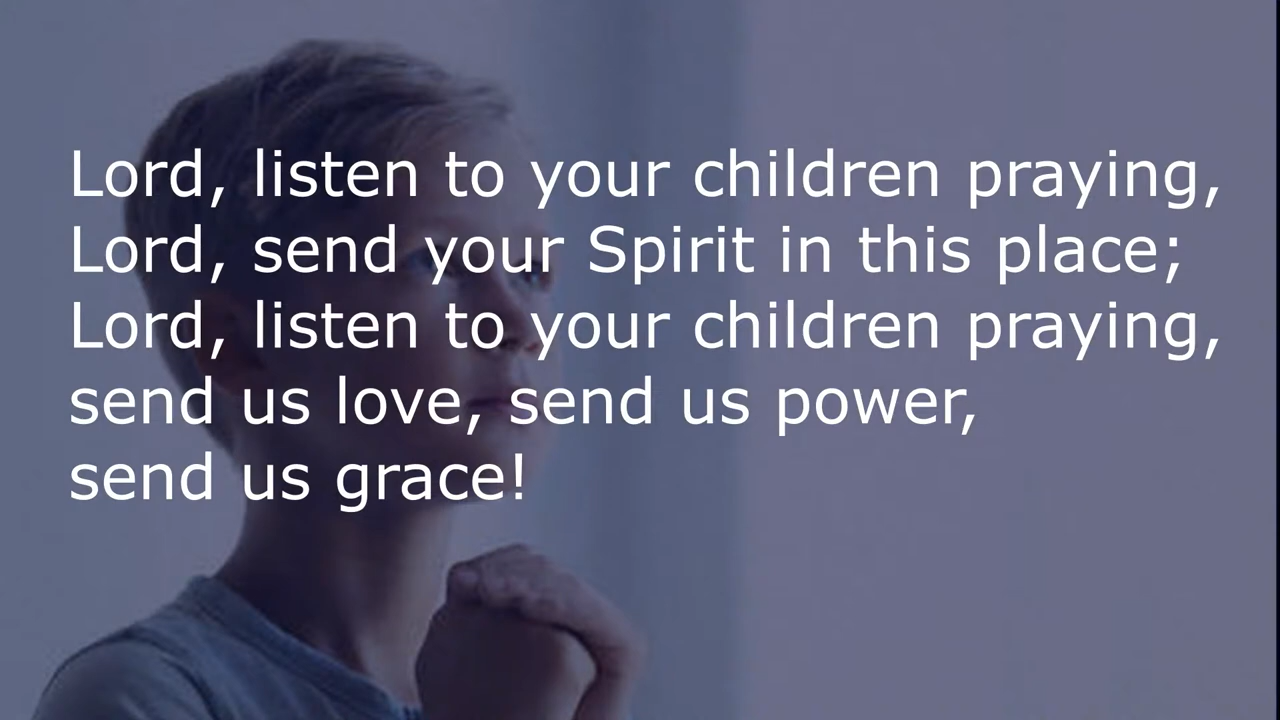 Lord, listen to your children praying,
Lord, send your Spirit in this place;
Lord, listen to your children praying,
send us love, send us power,
send us grace!